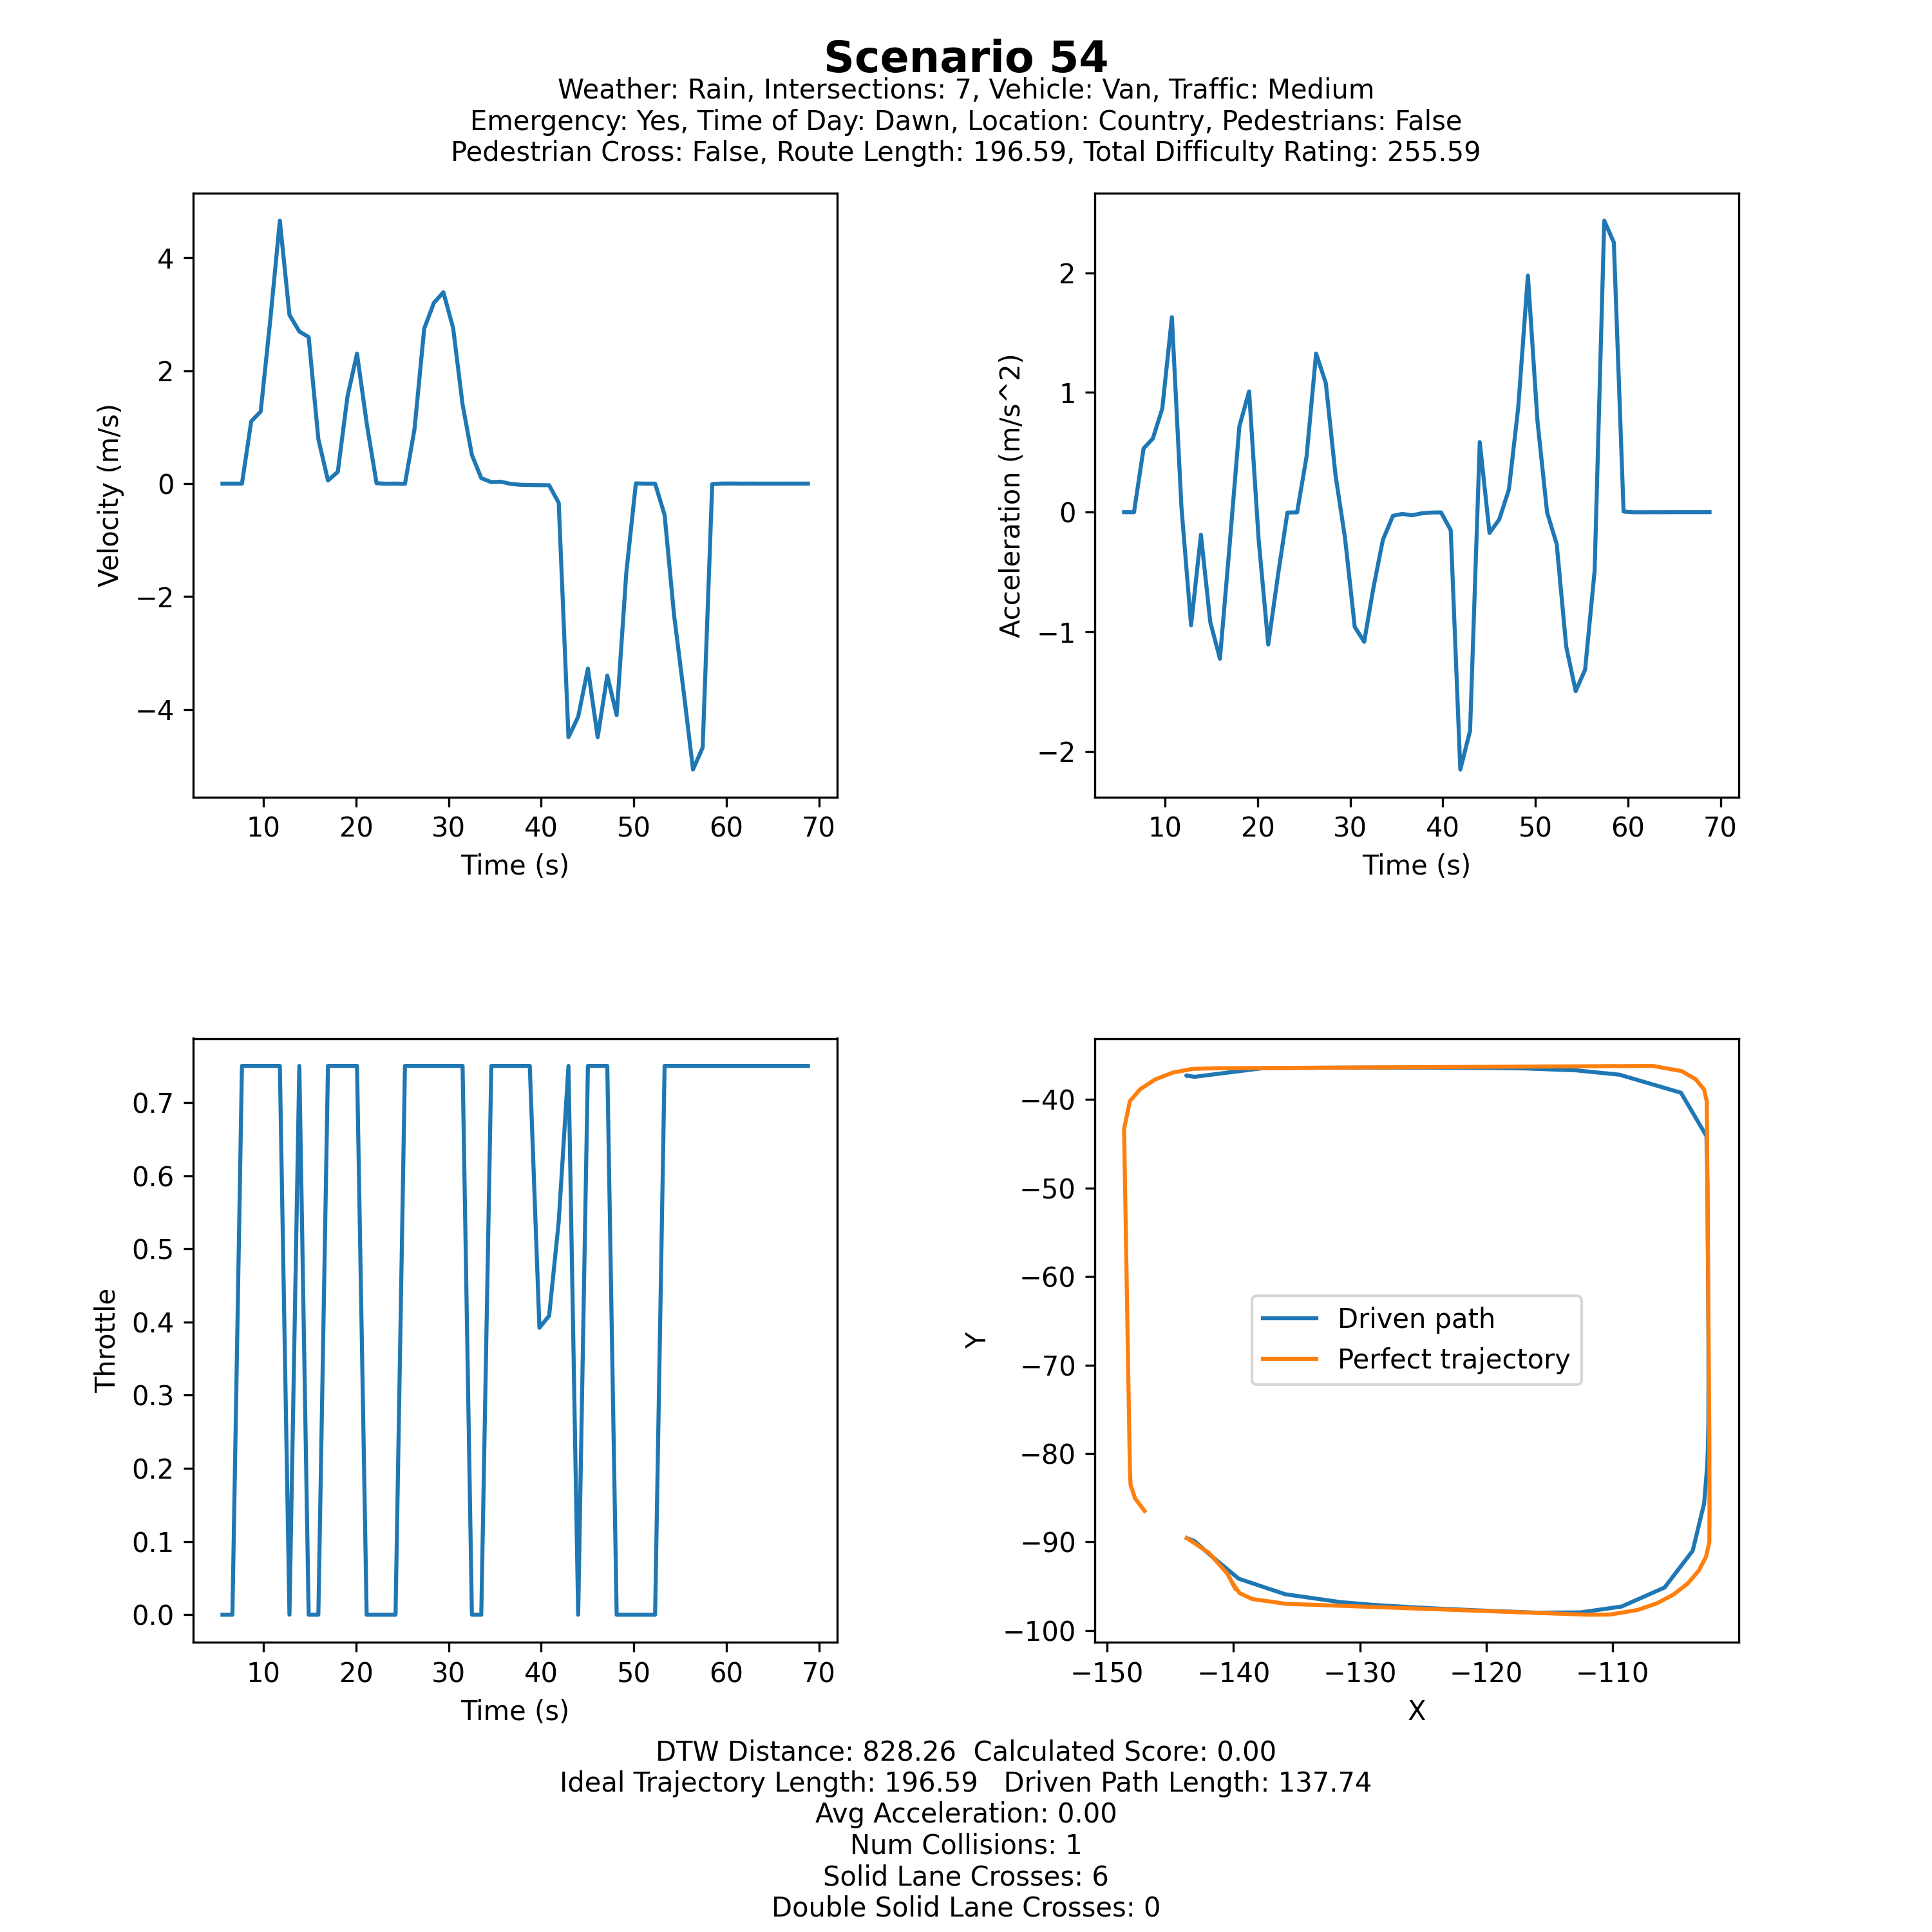 Scenario 54
Weather: Rain, Intersections: 7, Vehicle: Van, Traffic: Medium
Emergency: Yes, Time of Day: Dawn, Location: Country, Pedestrians: False
Pedestrian Cross: False, Route Length: 196.59, Total Difficulty Rating: 255.59
4
2
0
−2
−4
Velocity (m/s)
10 20 30 40 50 60 70
Time (s)
2
1
0
−1
−2
Acceleration (m/s^2)
10 20 30 40 50 60 70
Time (s)
0.7
0.6
0.5
0.4
0.3
0.2
0.1
0.0
Throttle
10 20 30 40 50 60 70
Time (s)
−40
−50
−60
−70
−80
−90
−100
Y
Driven path
Perfect trajectory
−150 −140 −130 −120 −110
X
DTW Distance: 828.26  Calculated Score: 0.00
Ideal Trajectory Length: 196.59   Driven Path Length: 137.74
Avg Acceleration: 0.00
Num Collisions: 1
Solid Lane Crosses: 6
Double Solid Lane Crosses: 0